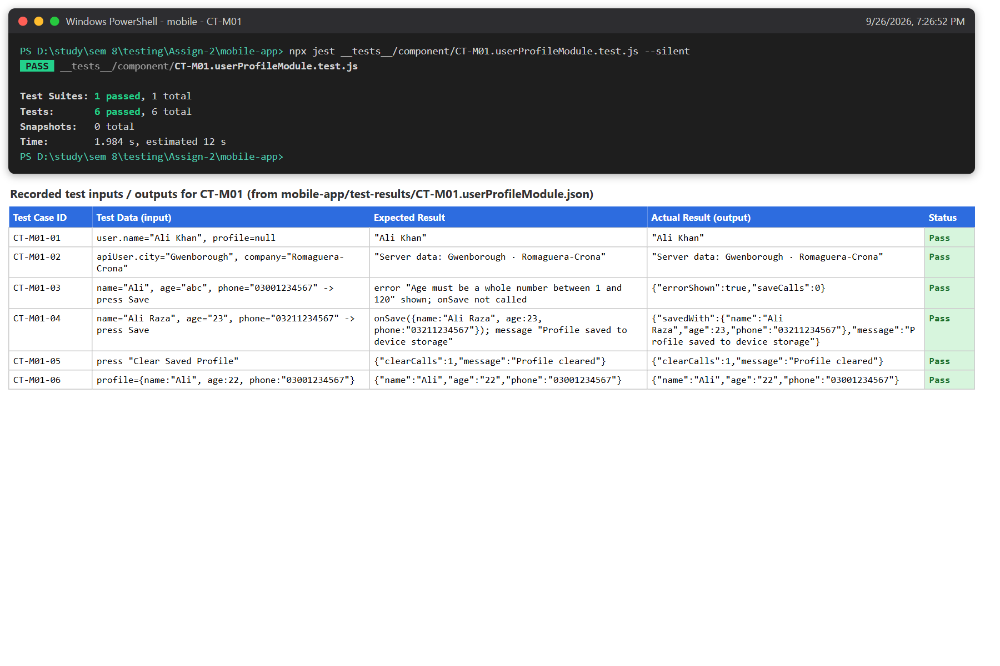 Windows PowerShell - mobile - CT-M01
9/26/2026, 7:26:52 PM
PS D:\study\sem 8\testing\Assign-2\mobile-app> npx jest __tests__/component/CT-M01.userProfileModule.test.js --silent
PASS __tests__/component/CT-M01.userProfileModule.test.js
Test Suites: 1 passed, 1 total
Tests: 6 passed, 6 total
Snapshots: 0 total
Time: 1.984 s, estimated 12 s
PS D:\study\sem 8\testing\Assign-2\mobile-app>
Recorded test inputs / outputs for CT-M01 (from mobile-app/test-results/CT-M01.userProfileModule.json)
Test Case ID Test Data (input) Expected Result Actual Result (output) Status
CT-M01-01 user.name="Ali Khan", profile=null "Ali Khan" "Ali Khan" Pass
CT-M01-02 apiUser.city="Gwenborough", company="Romaguera- "Server data: Gwenborough · Romaguera-Crona" "Server data: Gwenborough · Romaguera-Crona" Pass
Crona"
CT-M01-03 name="Ali", age="abc", phone="03001234567" -> error "Age must be a whole number between 1 and {"errorShown":true,"saveCalls":0} Pass
press Save 120" shown; onSave not called
CT-M01-04 name="Ali Raza", age="23", phone="03211234567" -> onSave({name:"Ali Raza", age:23, {"savedWith":{"name":"Ali Pass
press Save phone:"03211234567"}); message "Profile saved to Raza","age":23,"phone":"03211234567"},"message":"P
device storage" rofile saved to device storage"}
CT-M01-05 press "Clear Saved Profile" {"clearCalls":1,"message":"Profile cleared"} {"clearCalls":1,"message":"Profile cleared"} Pass
CT-M01-06 profile={name:"Ali", age:22, phone:"03001234567"} {"name":"Ali","age":"22","phone":"03001234567"} {"name":"Ali","age":"22","phone":"03001234567"} Pass